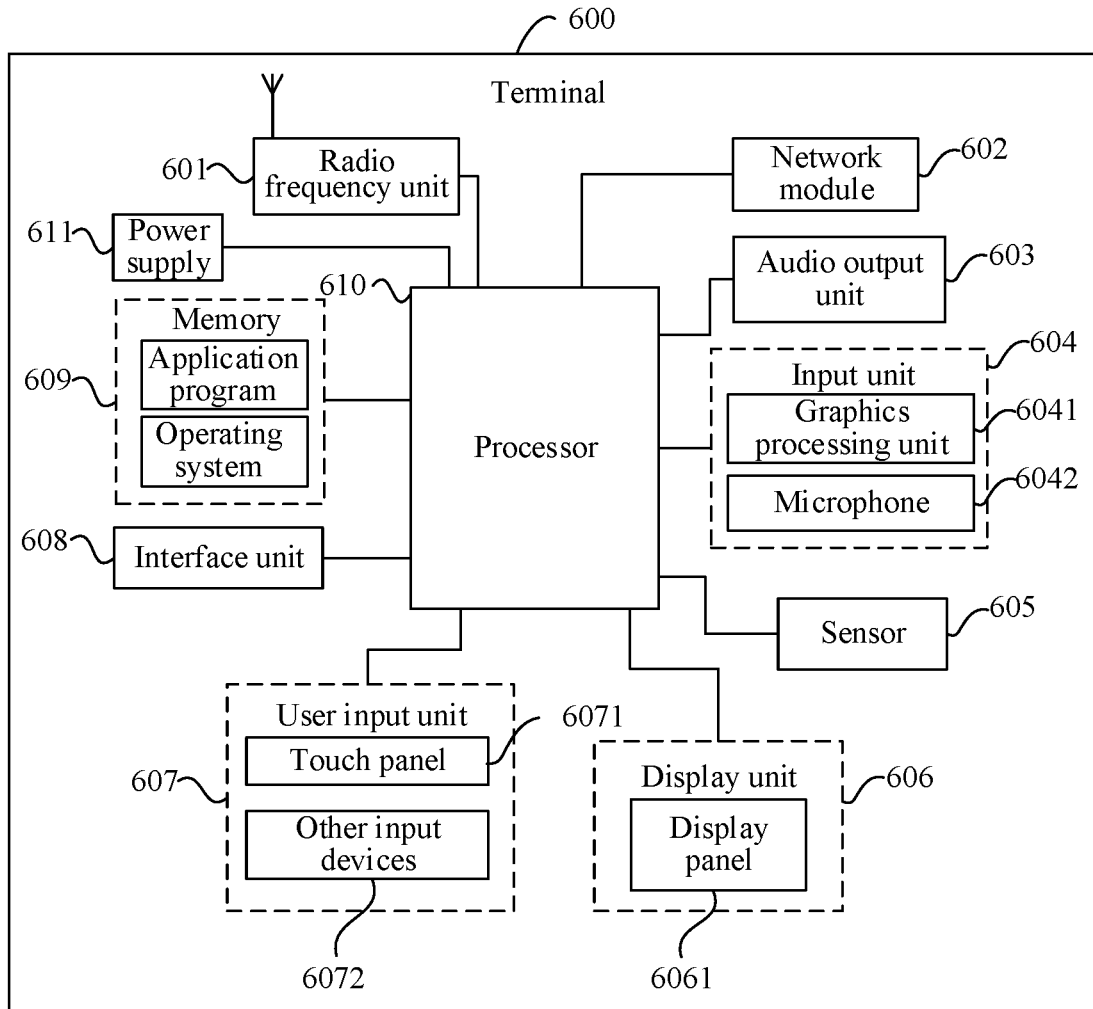 600
Terminal
601
Radio
frequency unit
Network
module
602
611
Power
supply
Audio output
unit
603
610
Memory
Application
program
Operating
system
609
Processor
604
Input unit
Graphics
processing unit
6041
Microphone
6042
608
Interface unit
Sensor
605
User input unit
Touch panel
6071
607
Other input
devices
6072
Display unit
606
Display
panel
6061